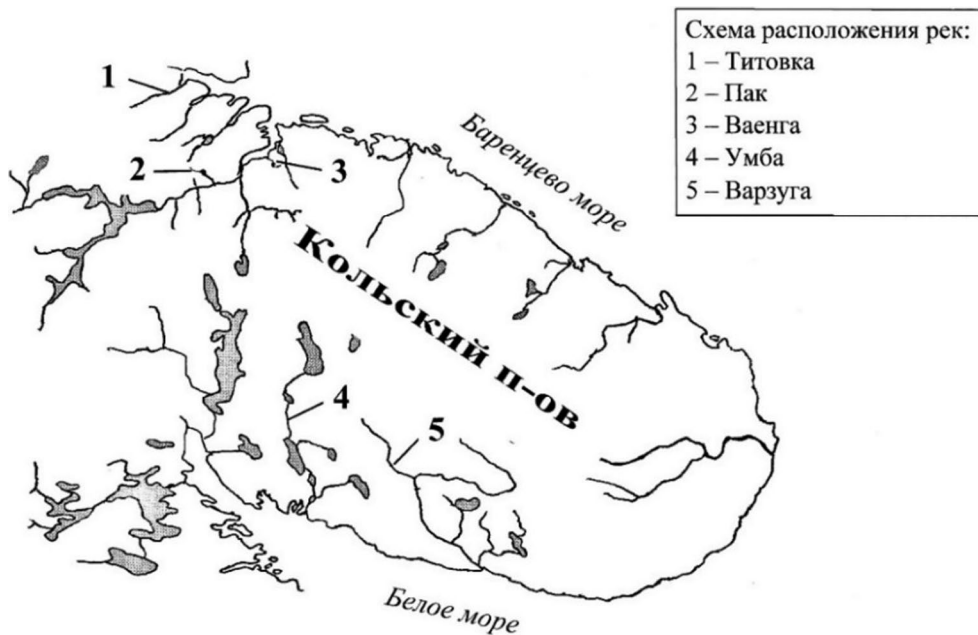 Схема расположения рек:
1 – Титовка
2 – Пак
3 – Ваенга
4 – Умба
5 – Варзуга
1
2
3
Баренцево море
Кольский п-ов
4
5
Белое море